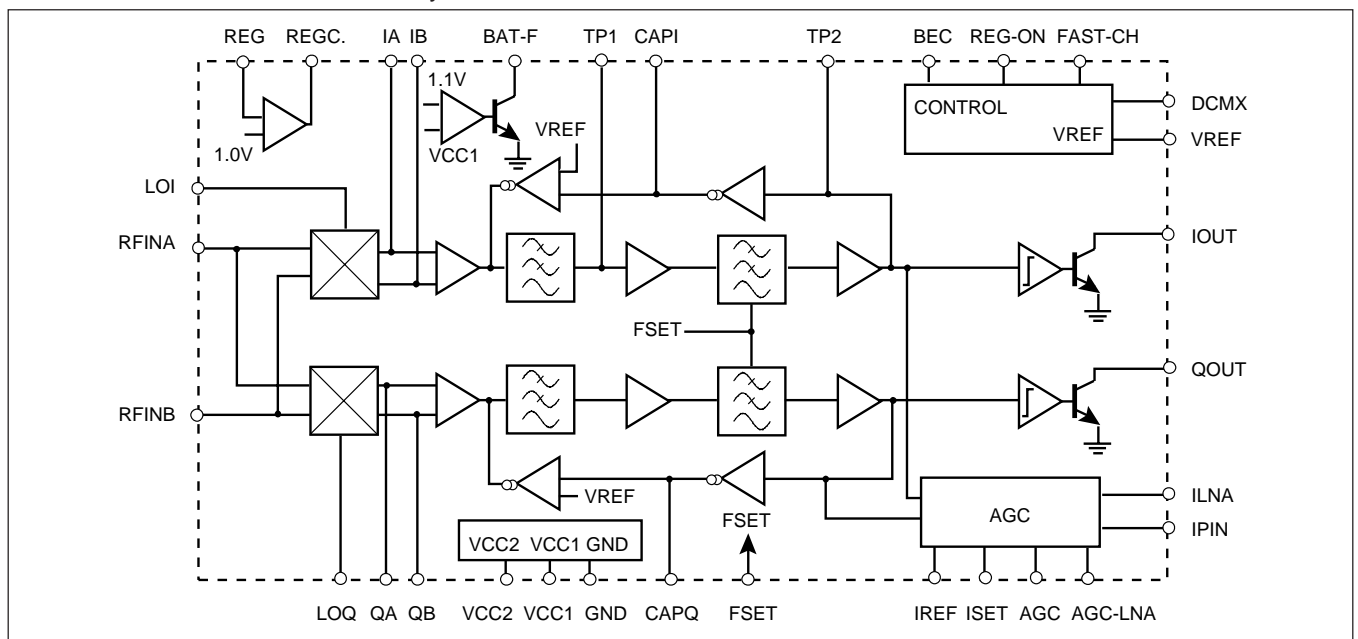 REG REGC. IA IB BAT-F TP1 CAPI TP2 BEC REG-ON FAST-CH
1.1V
CONTROL
DCMX
VREF
VREF
VREF
1.0V
VCC1
LOI
RFINA
IOUT
FSET
QOUT
RFINB
VREF
ILNA
FSET
AGC
IPIN
VCC2 VCC1 GND
LOQ QA QB VCC2 VCC1 GND CAPQ FSET IREF ISET AGC AGC-LNA